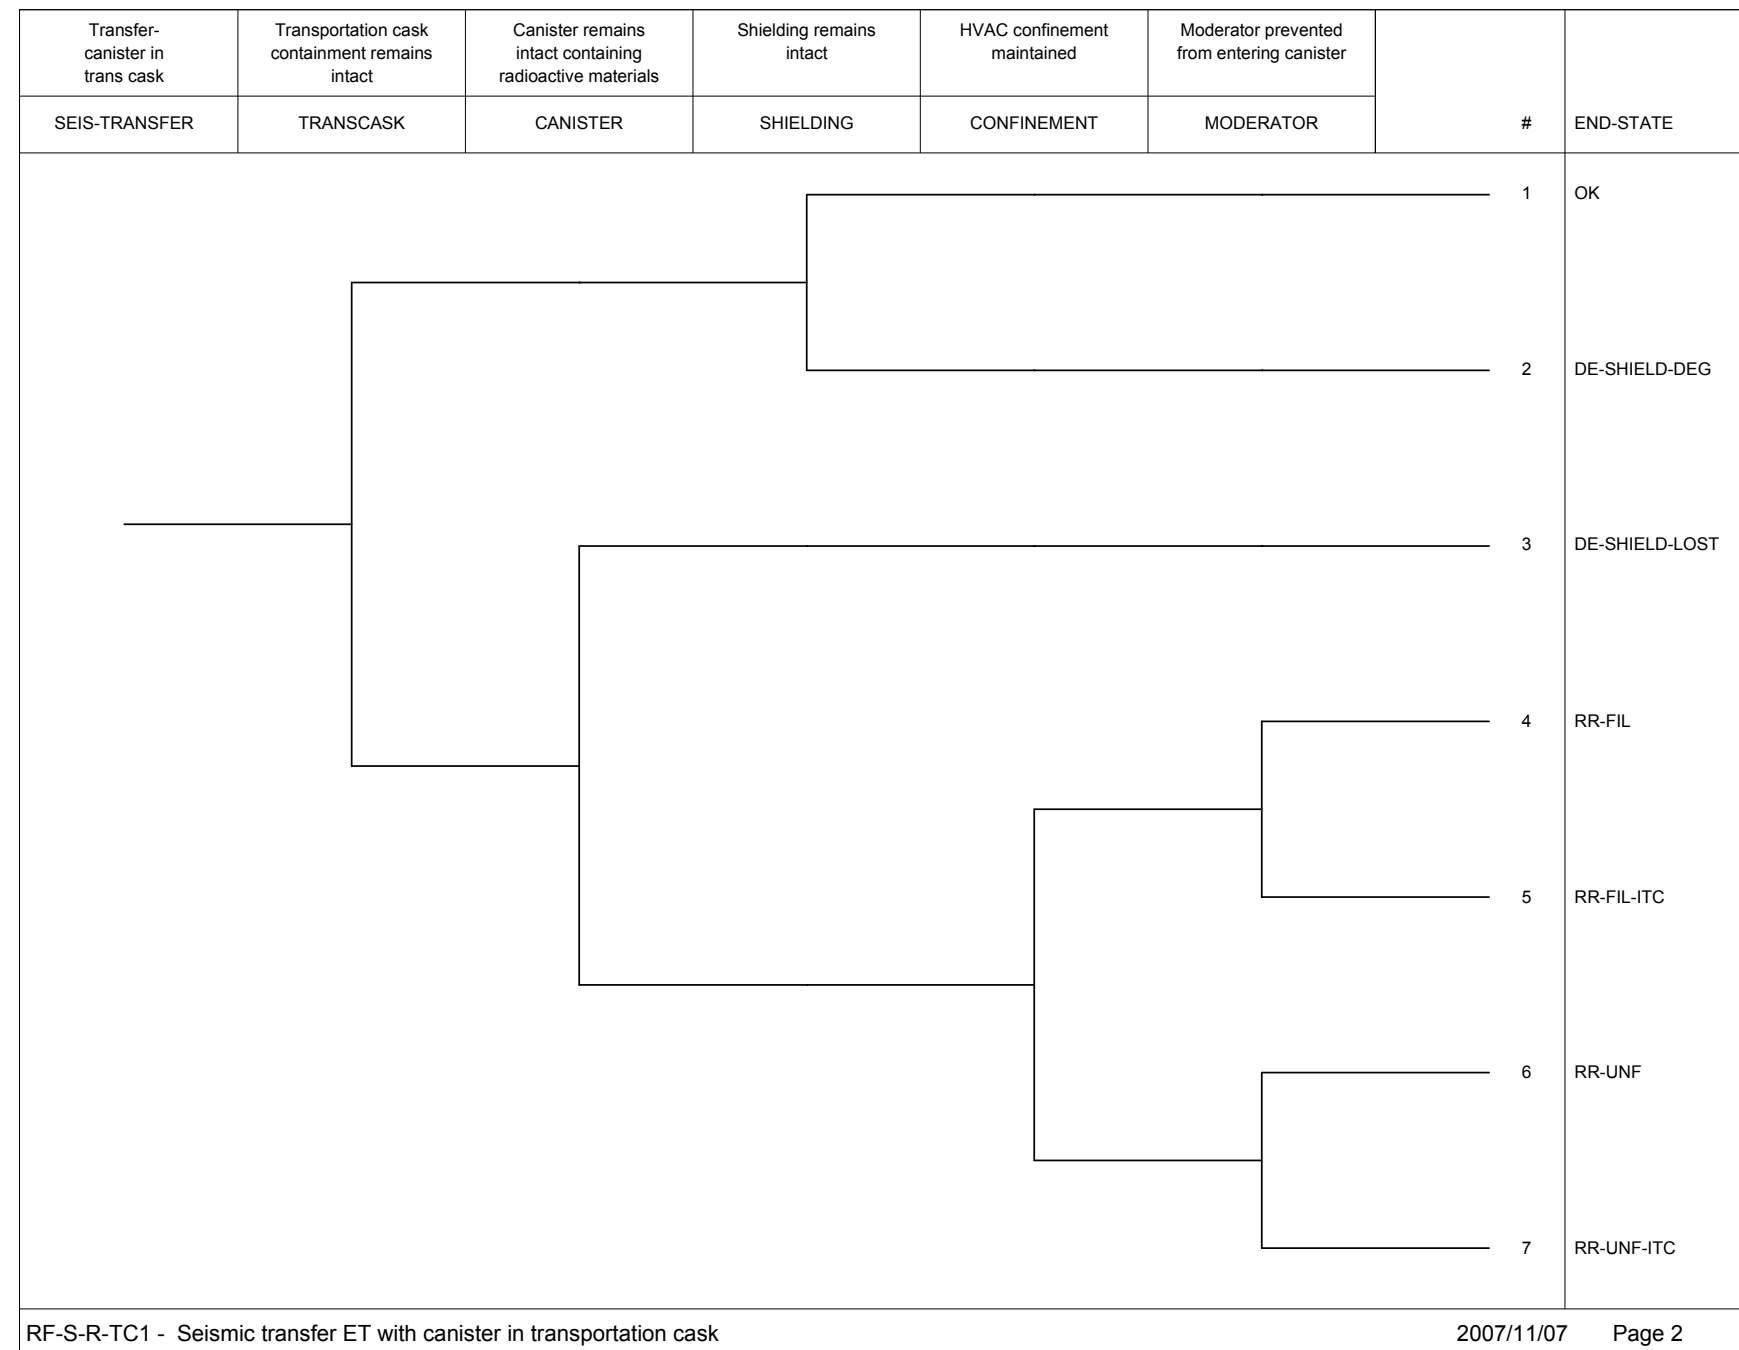 Transfer-
canister in
trans cask
Transportation cask
containment remains
intact
Canister remains
intact containing
radioactive materials
Shielding remains
intact
HVAC confinement
maintained
Moderator prevented
from entering canister
SEIS-TRANSFER
TRANSCASK
CANISTER
SHIELDING
CONFINEMENT
MODERATOR
#
END-STATE
1 OK
2 DE-SHIELD-DEG
3 DE-SHIELD-LOST
4 RR-FIL
5 RR-FIL-ITC
6 RR-UNF
7 RR-UNF-ITC
RF-S-R-TC1 - Seismic transfer ET with canister in transportation cask
2007/11/07 Page 2